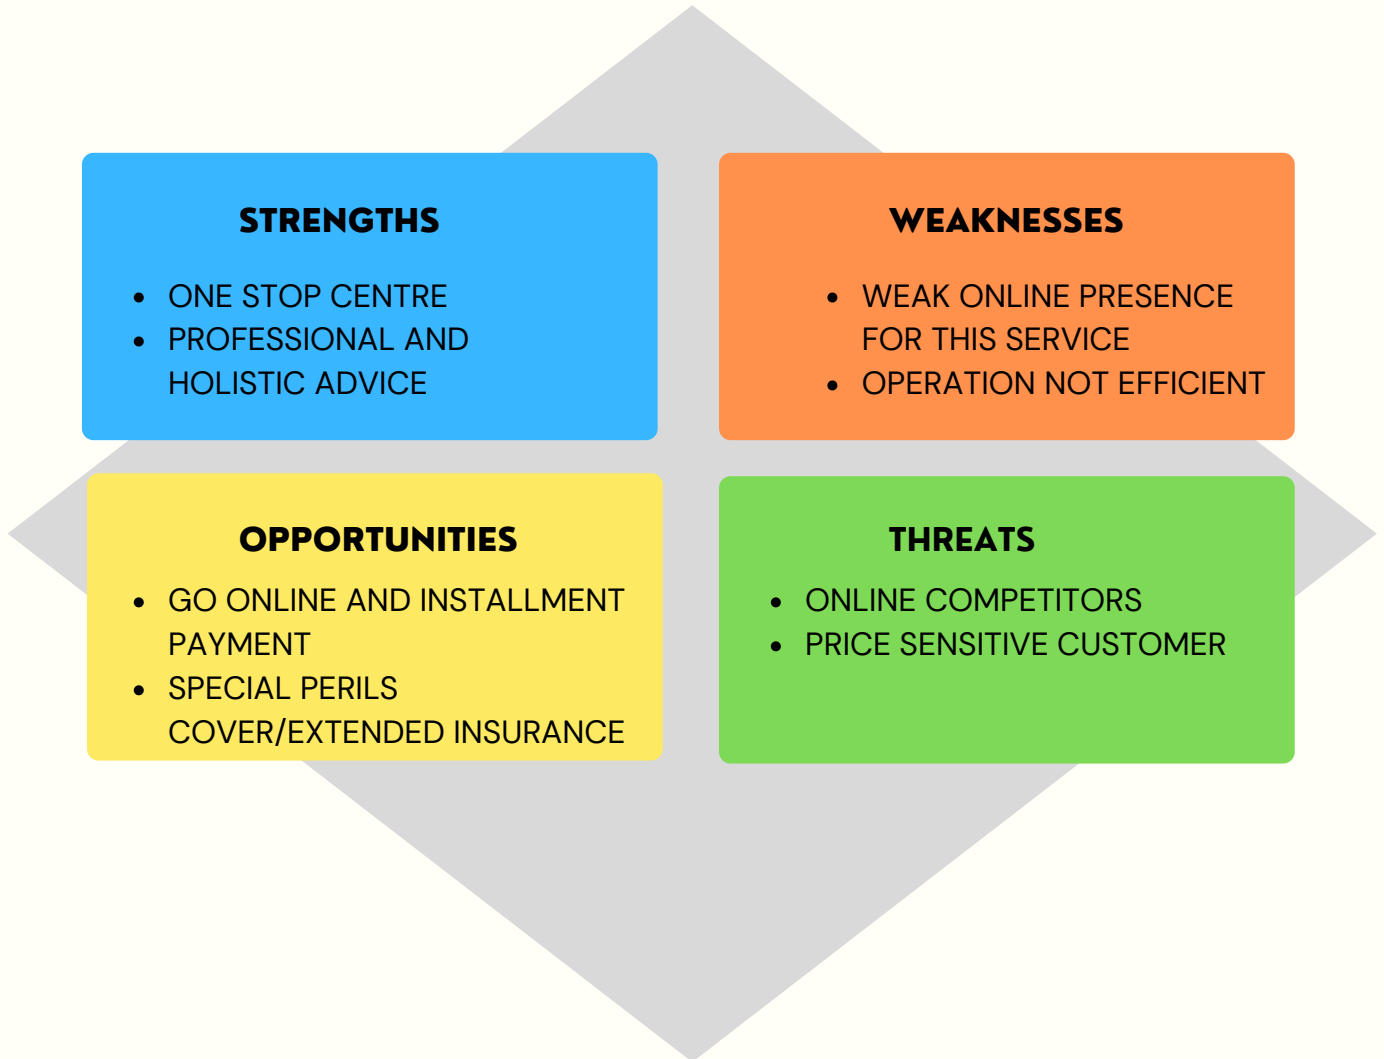 STRENGTHS
• ONE STOP CENTRE
• PROFESSIONAL AND
HOLISTIC ADVICE
WEAKNESSES
• WEAK ONLINE PRESENCE
FOR THIS SERVICE
• OPERATION NOT EFFICIENT
OPPORTUNITIES
• GO ONLINE AND INSTALLMENT
PAYMENT
• SPECIAL PERILS
COVER/EXTENDED INSURANCE
THREATS
• ONLINE COMPETITORS
• PRICE SENSITIVE CUSTOMER